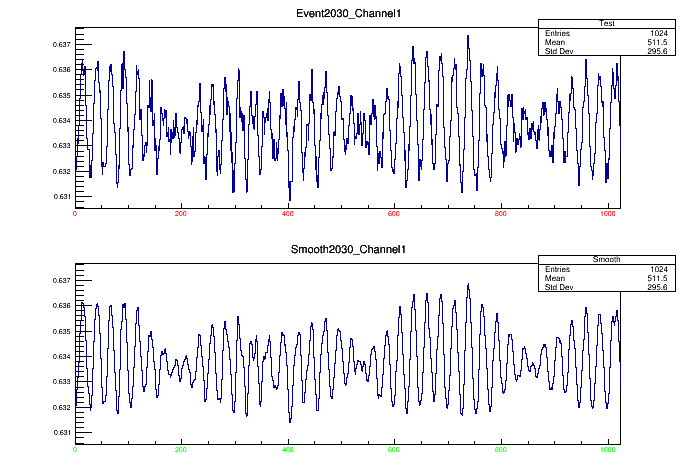 Event2030_Channel1
Test
Entries 1024
Mean 511.5
Std Dev 295.6
0.637
0.636
0.635
0.634
0.633
0.632
0.631
0 200 400 600 800 1000
Smooth2030_Channel1
Smooth
Entries 1024
Mean 511.5
Std Dev 295.6
0.637
0.636
0.635
0.634
0.633
0.632
0.631
0 200 400 600 800 1000